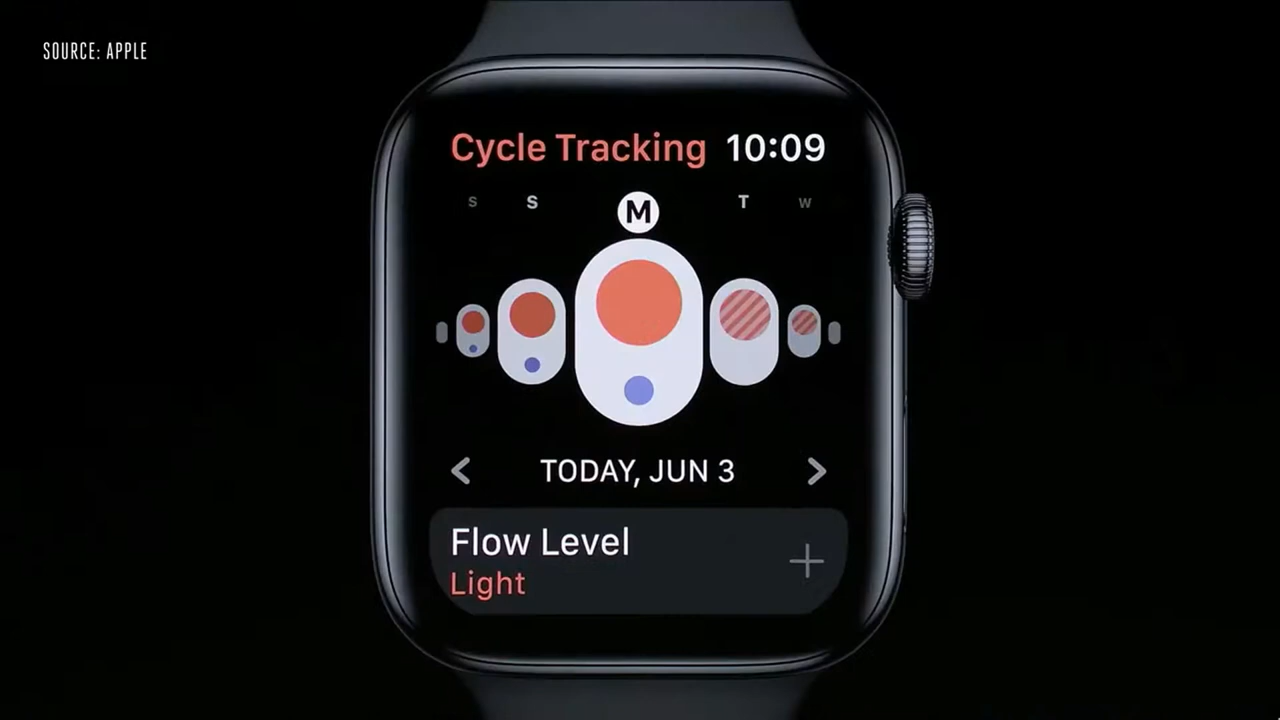 SOURCE: APPLE
Cycle Tracking 10:09
S S M T W
TODAY, JUN 3
Flow Level
Light